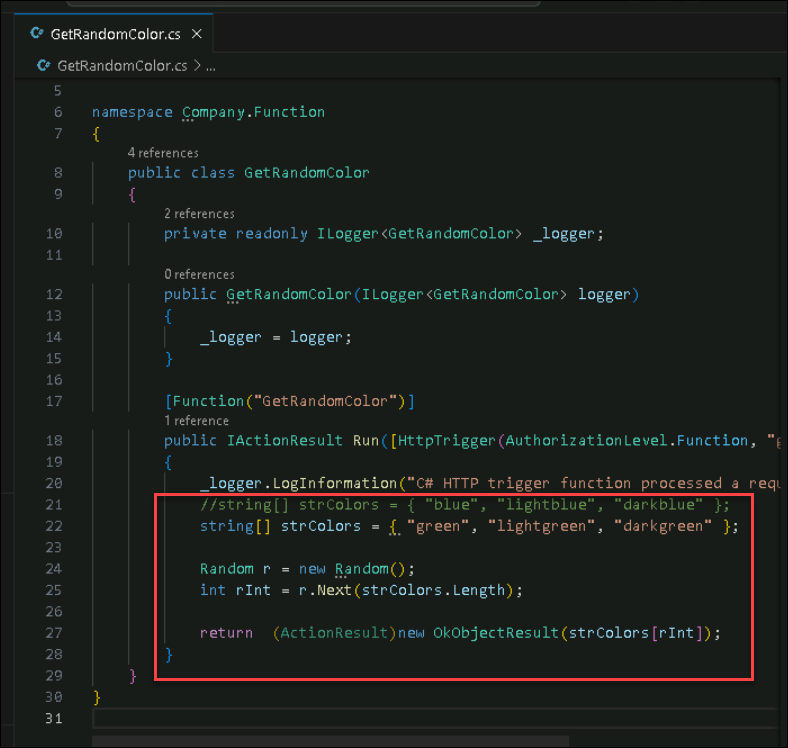 GetRandomColor.cs ×
GetRandomColor.cs > ...
5
6 namespace Company.Function
7 {
4 references
8 public class GetRandomColor
9 {
2 references
10 private readonly ILogger<GetRandomColor> _logger;
11
0 references
12 public GetRandomColor(ILogger<GetRandomColor> logger)
13 {
14 _logger = logger;
15 }
16
17 [Function("GetRandomColor")]
1 reference
18 public IActionResult Run([HttpTrigger(AuthorizationLevel.Function, "g
19 {
20 _logger.LogInformation("C# HTTP trigger function processed a requ
21 //string[] strColors = { "blue", "lightblue", "darkblue" };
22 string[] strColors = { "green", "lightgreen", "darkgreen" };
23
24 Random r = new Random();
25 int rInt = r.Next(strColors.Length);
26
27 return  (ActionResult)new OkObjectResult(strColors[rInt]);
28 }
29 }
30 }
31